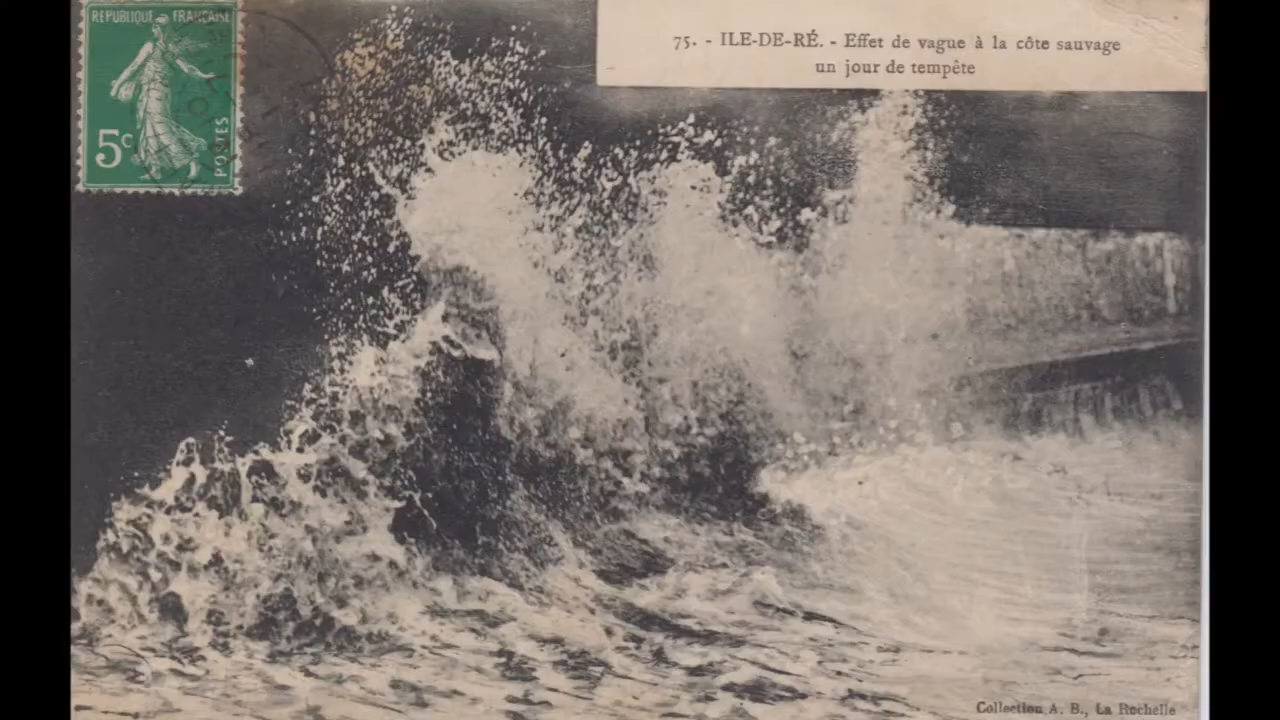 REPUBLIQUE FRANÇAISE
5c
POSTES
75. - ILE-DE-RÉ. - Effet de vague à la côte sauvage
un jour de tempête
Collection A. B., La Rochelle